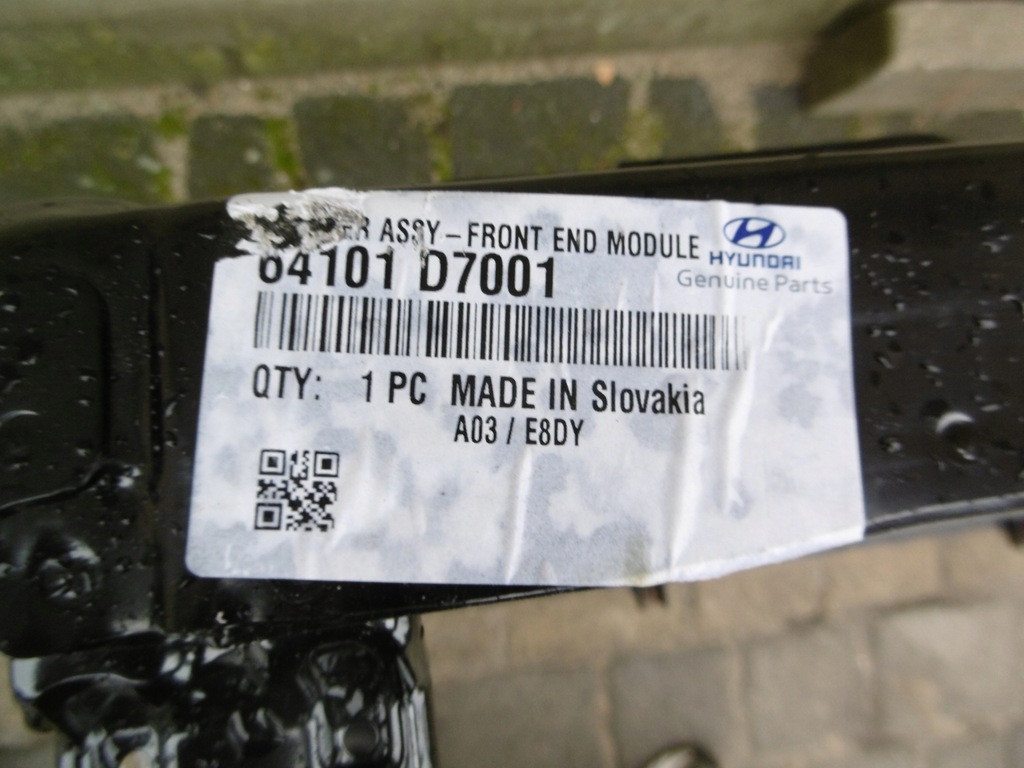 ASSY-FRONT END MODULE
64101 D7001
HYUNDAI
Genuine Parts
QTY: 1 PC MADE IN Slovakia
A03 / E8DY